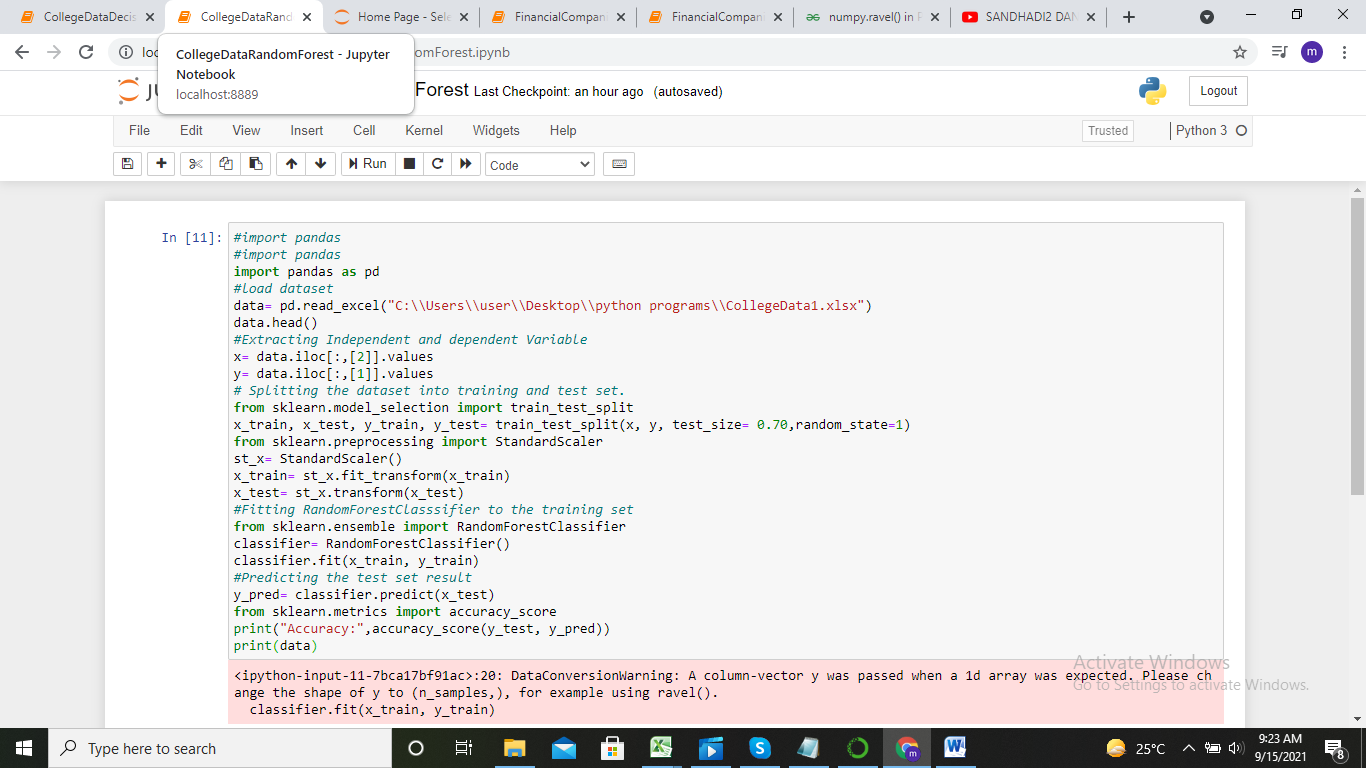 CollegeDataDecis
CollegeDataRand
Home Page - Sele
FinancialCompan
FinancialCompan
numpy.ravel() in P
SANDHADI2 DAN
CollegeDataRandomForest - Jupyter
Notebook
localhost:8889
loc
omForest.ipynb
m
JU
Forest Last Checkpoint: an hour ago (autosaved)
Logout
File Edit View Insert Cell Kernel Widgets Help
Trusted
Python 3
Run
Code
In [11]:
#import pandas
#import pandas
import pandas as pd
#load dataset
data= pd.read_excel("C:\\Users\\user\\Desktop\\python programs\\CollegeData1.xlsx")
data.head()
#Extracting Independent and dependent Variable
x= data.iloc[:,[2]].values
y= data.iloc[:,[1]].values
# Splitting the dataset into training and test set.
from sklearn.model_selection import train_test_split
x_train, x_test, y_train, y_test= train_test_split(x, y, test_size= 0.70,random_state=1)
from sklearn.preprocessing import StandardScaler
st_x= StandardScaler()
x_train= st_x.fit_transform(x_train)
x_test= st_x.transform(x_test)
#Fitting RandomForestClasssifier to the training set
from sklearn.ensemble import RandomForestClassifier
classifier= RandomForestClassifier()
classifier.fit(x_train, y_train)
#Predicting the test set result
y_pred= classifier.predict(x_test)
from sklearn.metrics import accuracy_score
print("Accuracy:",accuracy_score(y_test, y_pred))
print(data)
<ipython-input-11-7bca17bf91ac>:20: DataConversionWarning: A column-vector y was passed when a 1d array was expected. Please ch
ange the shape of y to (n_samples,), for example using ravel().
classifier.fit(x_train, y_train)
Activate Windows
Go to Settings to activate Windows.
Type here to search
25°C
9:23 AM
9/15/2021
8